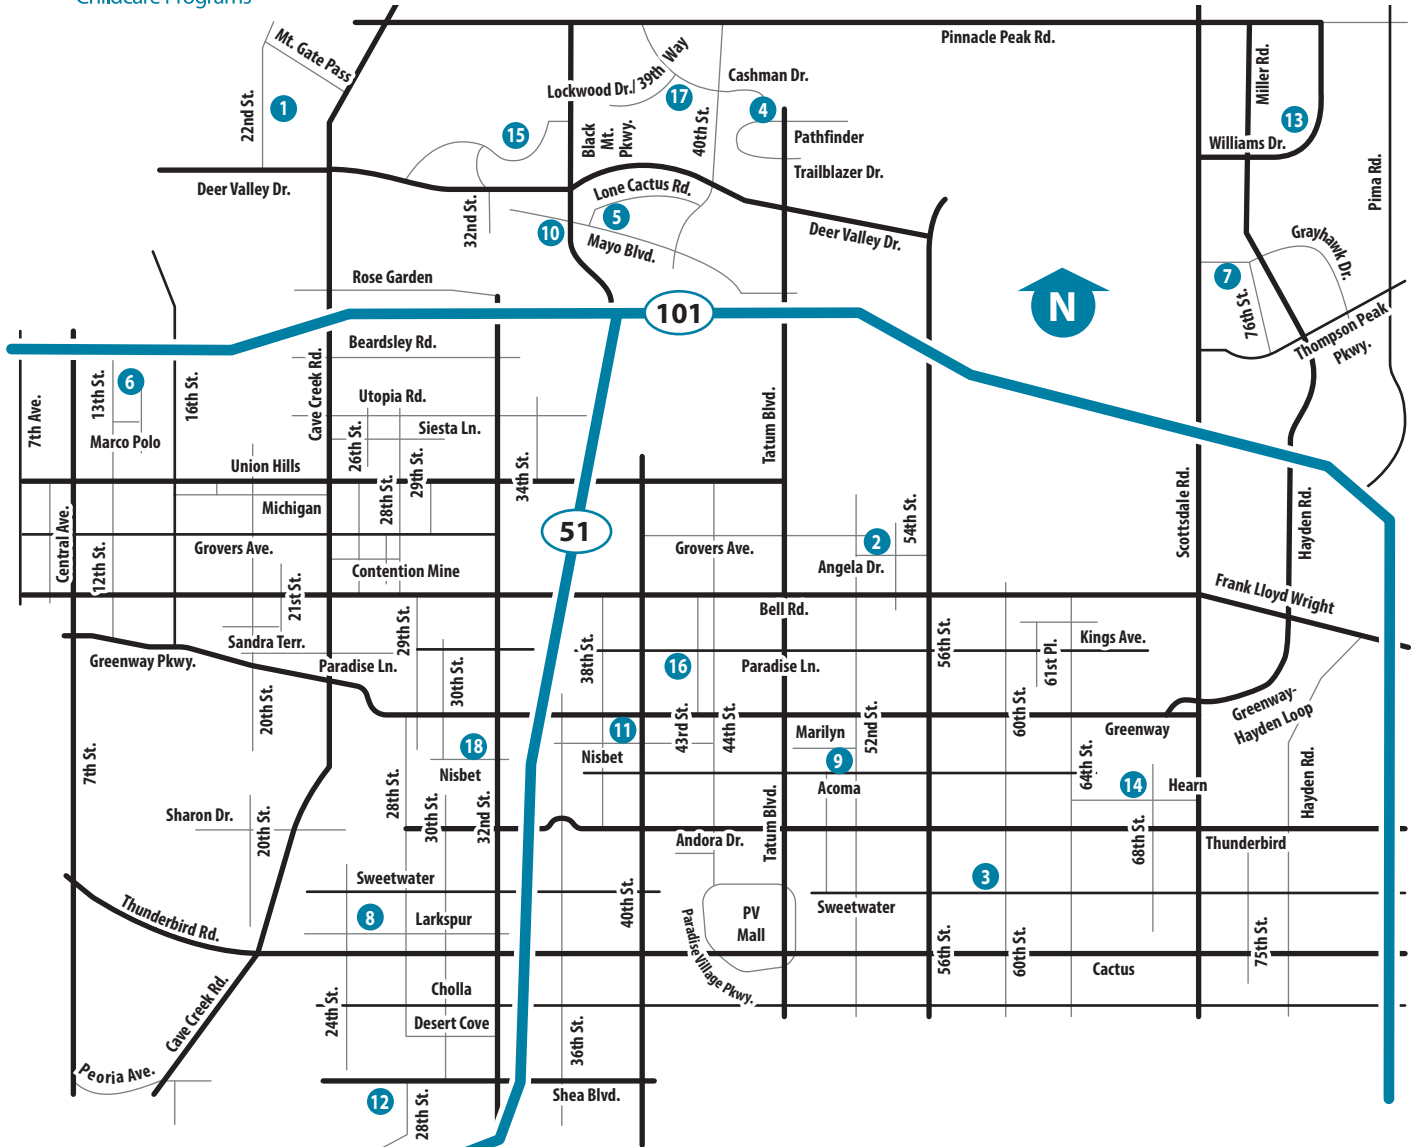 Childcare Programs
Pinnacle Peak Rd.
Mt. Gate Pass
22nd St.
1
Lockwood Dr./ 39th Way
17
Cashman Dr.
4
40th St.
Pathfinder
Trailblazer Dr.
15
Black
Mt.
Pkwy.
Miller Rd.
13
Williams Dr.
Pima Rd.
Deer Valley Dr.
32nd St.
Lone Cactus Rd.
5
10
Mayo Blvd.
Deer Valley Dr.
Grayhawk Dr.
7
76th St.
Thompson Peak
Pkwy.
Rose Garden
101
N
Beardsley Rd.
Cave Creek Rd.
7th Ave.
13th St.
6
16th St.
Marco Polo
Utopia Rd.
Siesta Ln.
26th St.
28th St.
29th St.
34th St.
Tatum Blvd.
Union Hills
Michigan
51
Scottsdale Rd.
Hayden Rd.
Central Ave.
12th St.
Grovers Ave.
Contention Mine
21st St.
Grovers Ave.
2
54th St.
Angela Dr.
Frank Lloyd Wright
Bell Rd.
Greenway Pkwy.
Sandra Terr.
Paradise Ln.
29th St.
30th St.
38th St.
16
Paradise Ln.
56th St.
61st Pl.
Kings Ave.
20th St.
60th St.
Greenway-
Hayden Loop
11
43rd St.
44th St.
Marilyn
52nd St.
Greenway
7th St.
18
Nisbet
Nisbet
9
Acoma
64th St.
14
Hearn
Hayden Rd.
Sharon Dr.
20th St.
28th St.
30th St.
32nd St.
Andora Dr.
Tatum Blvd.
68th St.
Thunderbird
Sweetwater
3
Thunderbird Rd.
8
Larkspur
40th St.
PV
Mall
Paradise Village Pkwy.
Sweetwater
56th St.
60th St.
75th St.
Cactus
Cave Creek Rd.
24th St.
Cholla
Desert Cove
36th St.
Peoria Ave.
12
28th St.
Shea Blvd.